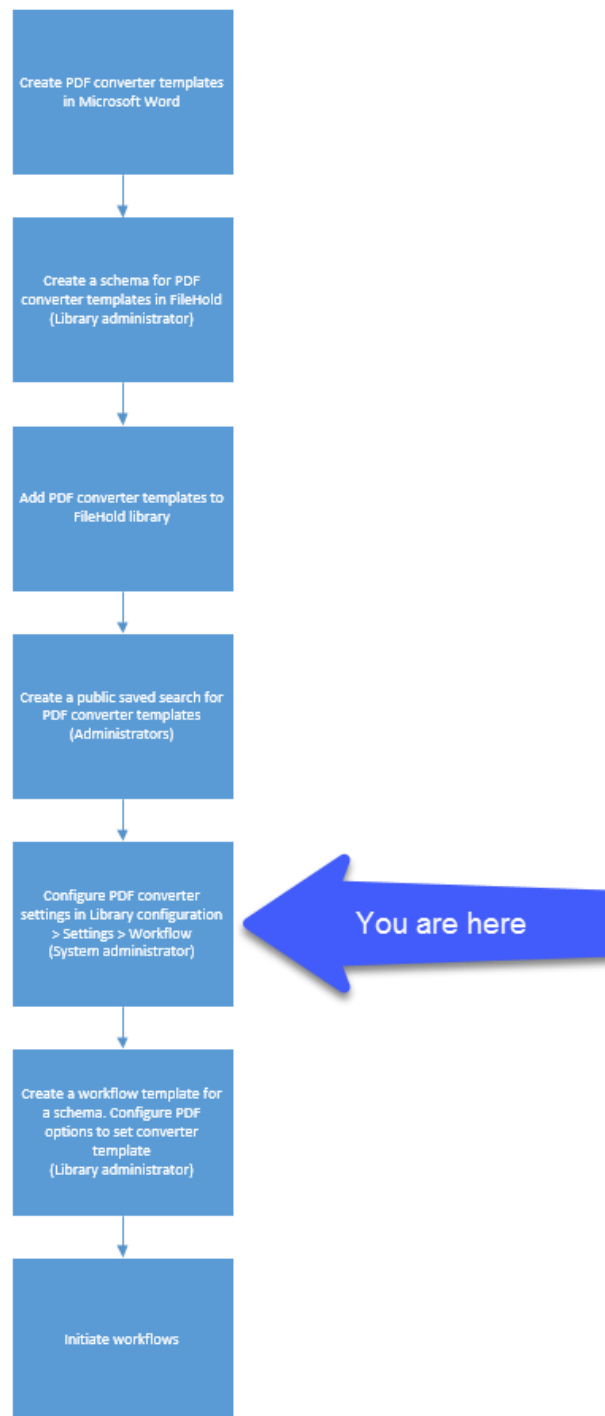 Create PDF converter templates
in Microsoft Word
Create a schema for PDF
converter templates in FileHold
(Library administrator)
Add PDF converter templates to
FileHold library
Create a public saved search for
PDF converter templates
(Administrators)
Configure PDF converter
settings in Library configuration
> Settings > Workflow
(System administrator)
You are here
Create a workflow template for
a schema. Configure PDF
options to set converter
template
(Library administrator)
Initiate workflows